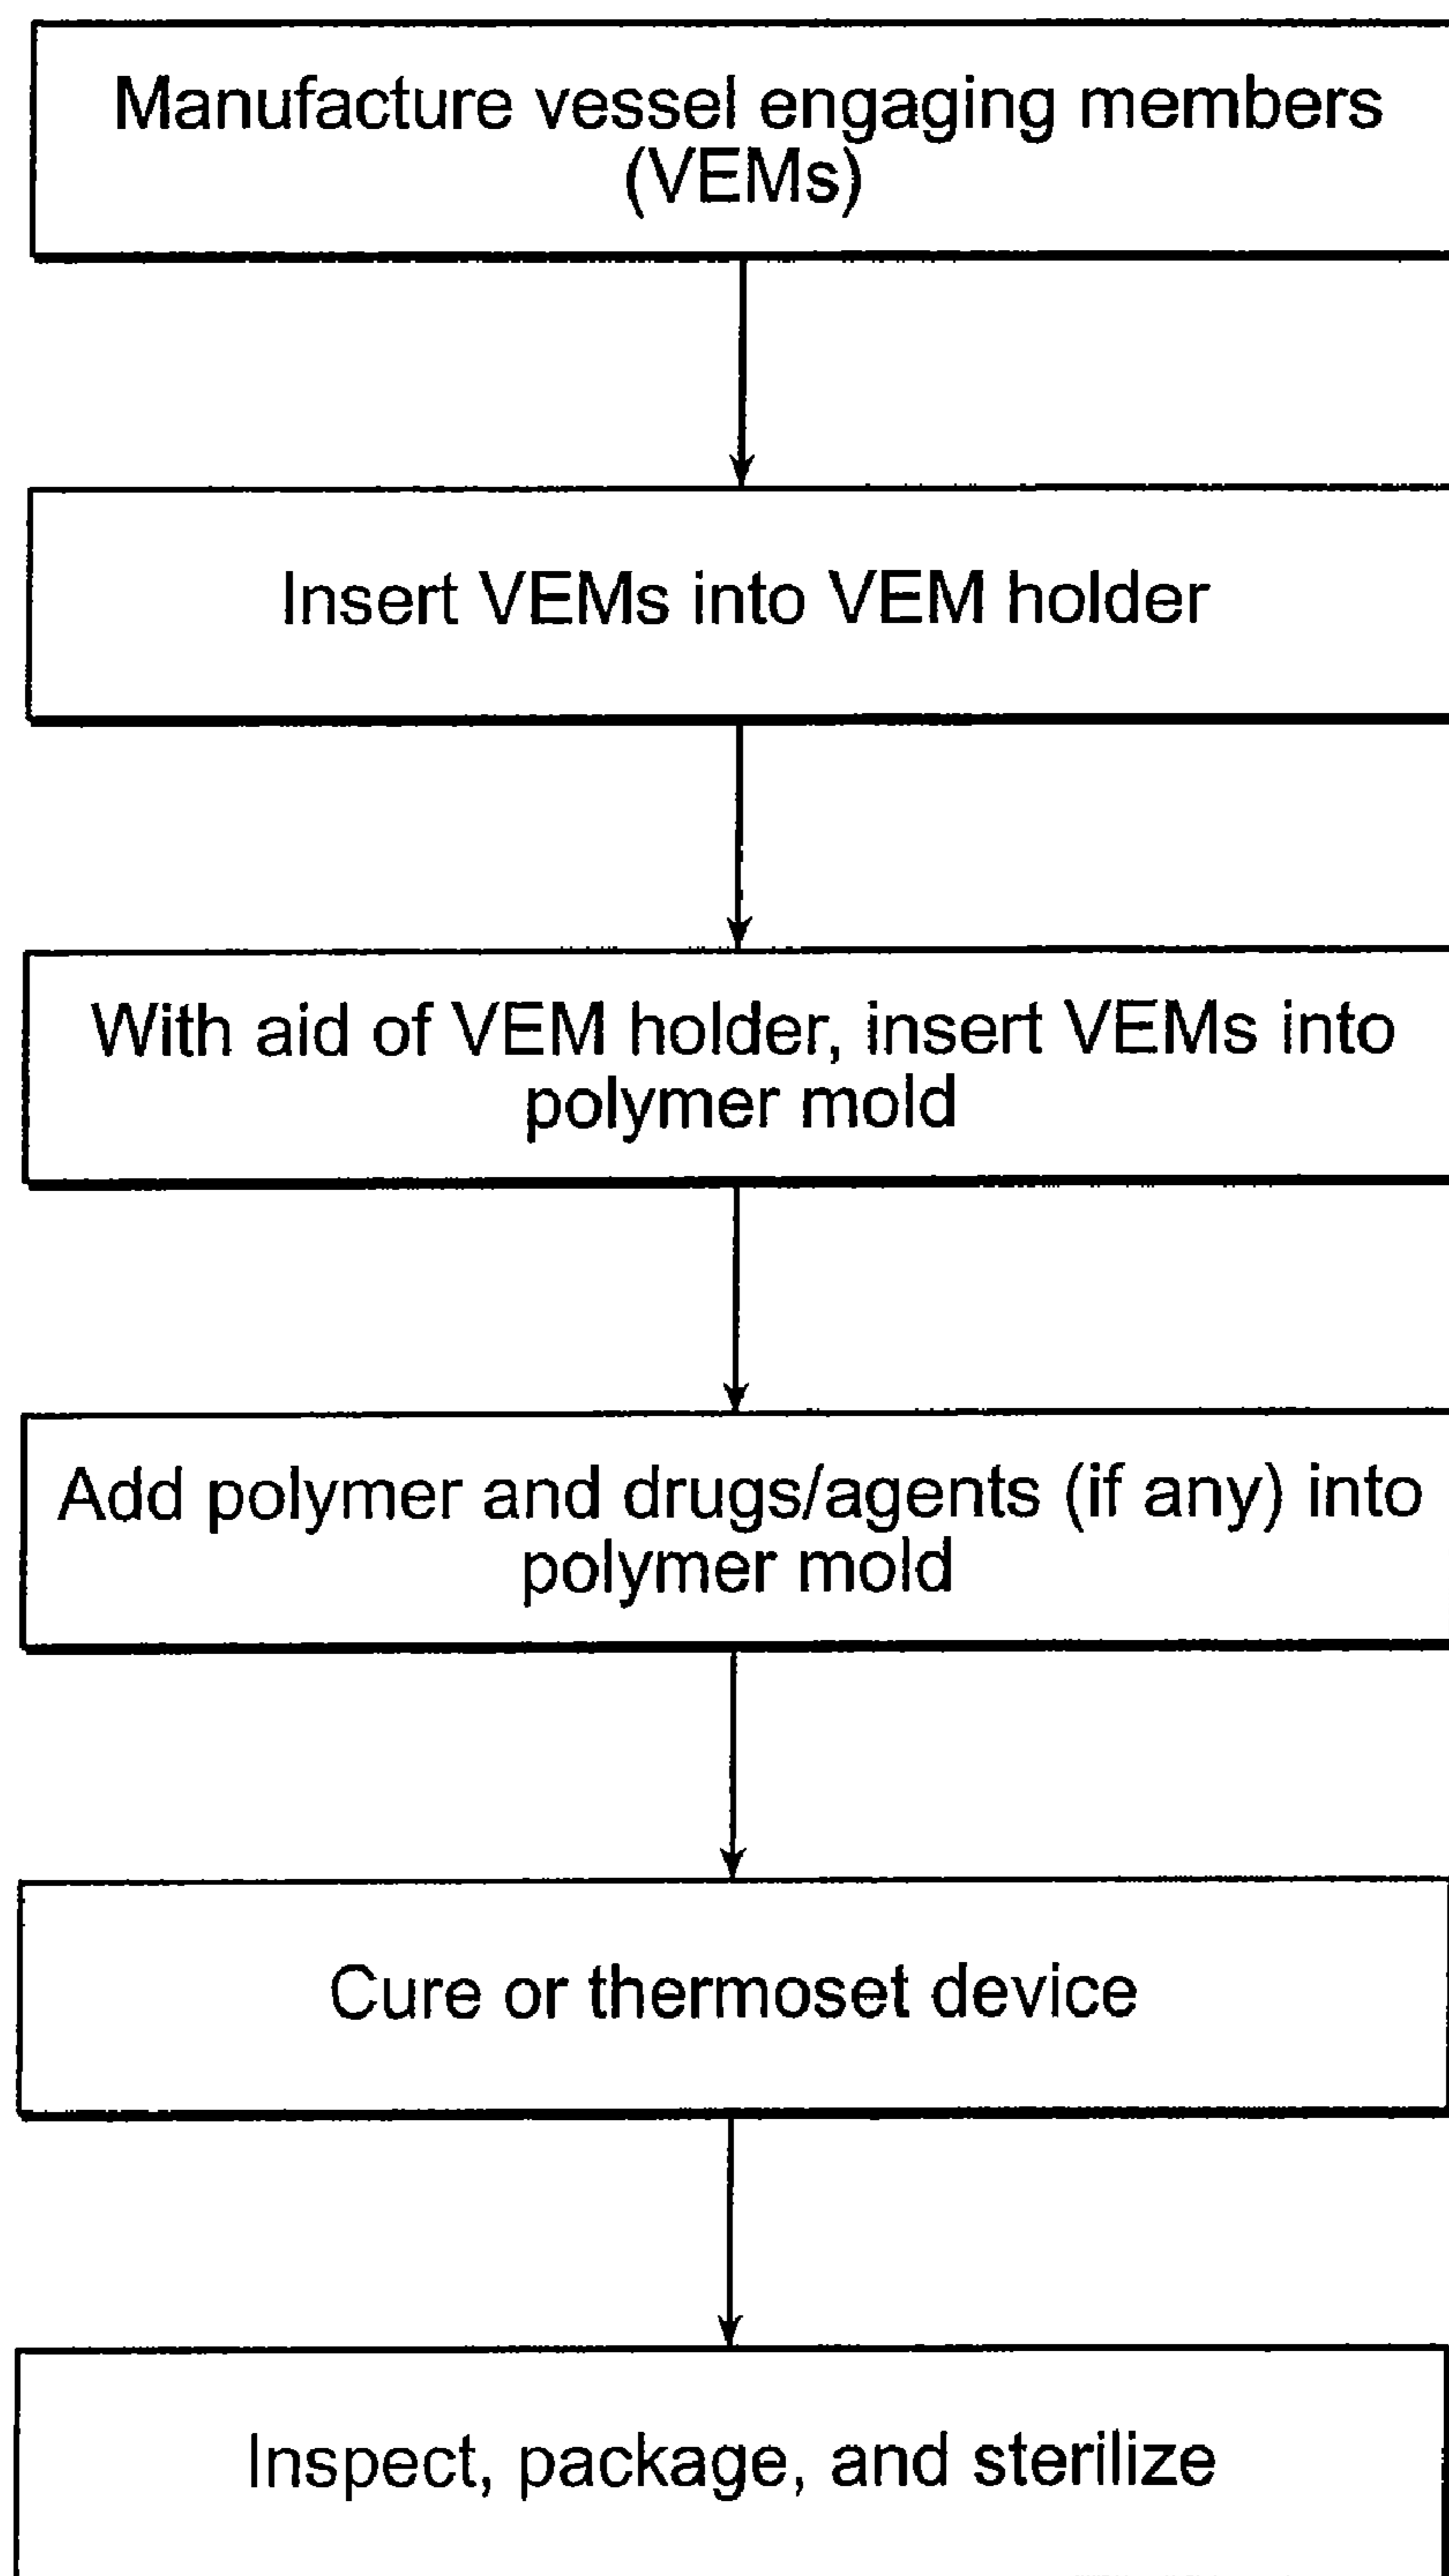 Manufacture vessel engaging members
(VEMs)
Insert VEMs into VEM holder
With aid of VEM holder, insert VEMs into
polymer mold
Add polymer and drugs/agents (if any) into
polymer mold
Cure or thermoset device
Inspect, package, and sterilize